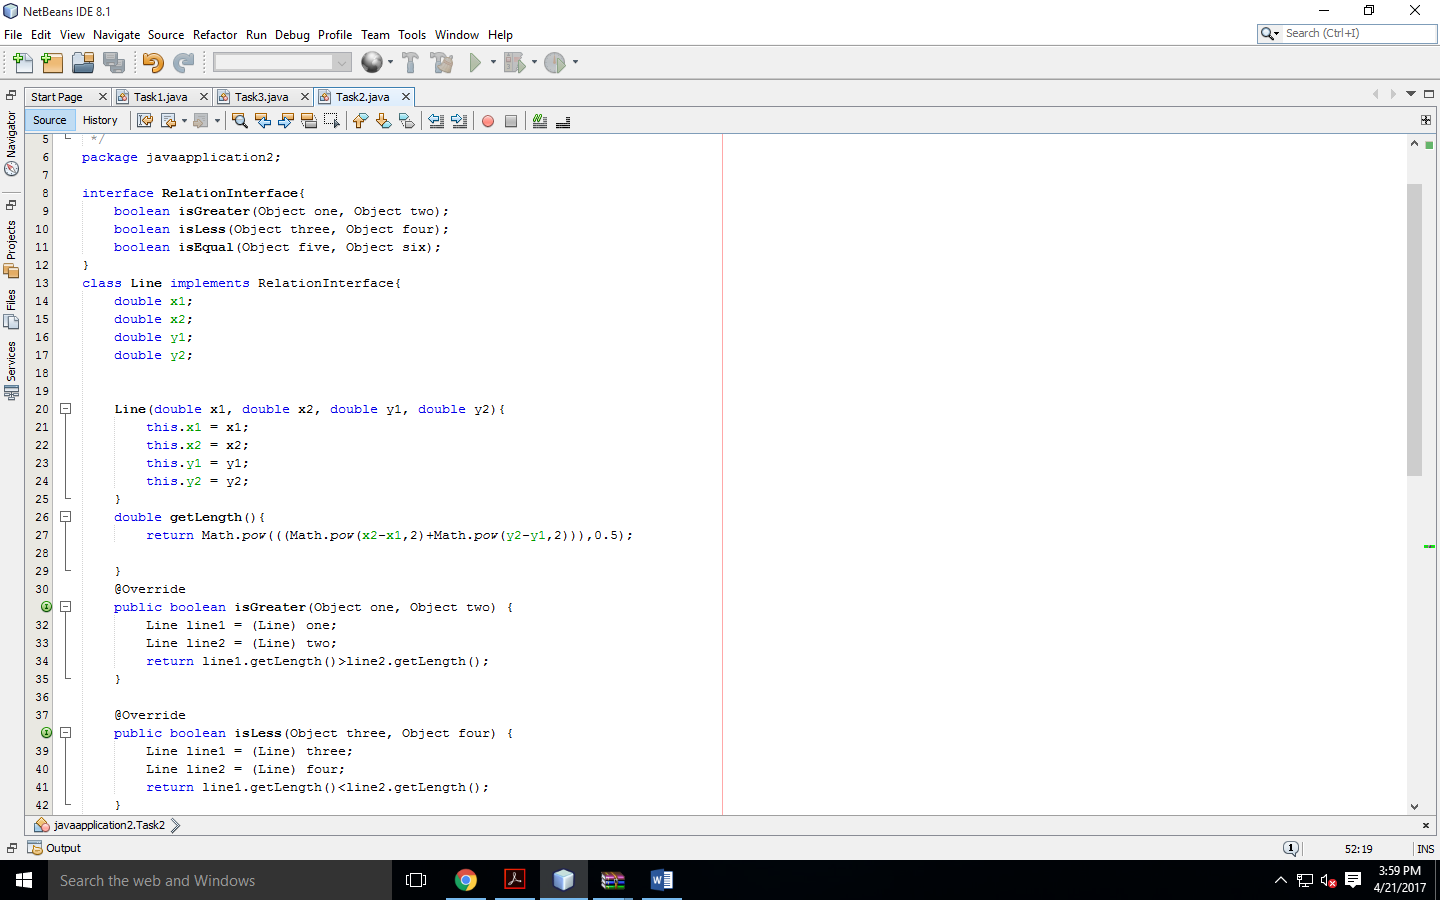 NetBeans IDE 8.1
File Edit View Navigate Source Refactor Run Debug Profile Team Tools Window Help
Search (Ctrl+I)
Start Page
Task1.java
Task3.java
Task2.java
Source History
Navigator
Projects
Files
Services
5 */
6 package javaapplication2;
7
8 interface RelationInterface{
9 boolean isGreater(Object one, Object two);
10 boolean isLess(Object three, Object four);
11 boolean isEqual(Object five, Object six);
12 }
13 class Line implements RelationInterface{
14 double x1;
15 double x2;
16 double y1;
17 double y2;
18
19
20 Line(double x1, double x2, double y1, double y2){
21 this.x1 = x1;
22 this.x2 = x2;
23 this.y1 = y1;
24 this.y2 = y2;
25 }
26 double getLength(){
27 return Math.pow(((Math.pow(x2-x1,2)+Math.pow(y2-y1,2))),0.5);
28
29 }
30 @Override
public boolean isGreater(Object one, Object two) {
32 Line line1 = (Line) one;
33 Line line2 = (Line) two;
34 return line1.getLength()>line2.getLength();
35 }
36
37 @Override
public boolean isLess(Object three, Object four) {
39 Line line1 = (Line) three;
40 Line line2 = (Line) four;
41 return line1.getLength()<line2.getLength();
42 }
javaapplication2.Task2
Output
1
52:19
INS
Search the web and Windows
3:59 PM
4/21/2017